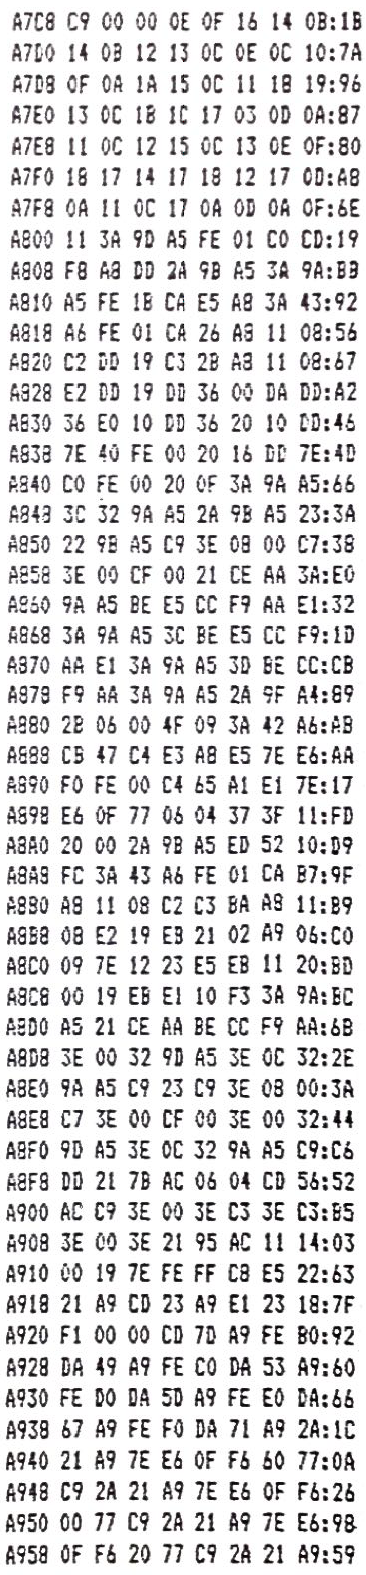 A7C8 C9 00 00 0E 0F 16 14 0B:1B
A7D0 14 0B 12 13 0C 0E 0C 10:7A
A7D8 0F 0A 1A 15 0C 11 18 19:96
A7E0 13 0C 1B 1C 17 03 0D 0A:87
A7E8 11 0C 12 15 0C 13 0E 0F:80
A7F0 18 17 14 17 18 12 17 0D:A8
A7F8 0A 11 0C 17 0A 0D 0A 0F:6E
A800 11 3A 9D A5 FE 01 C0 CD:19
A808 F8 A8 DD 2A 9B A5 3A 9A:BB
A810 A5 FE 1B CA E5 A8 3A 43:92
A818 A6 FE 01 CA 26 A8 11 08:56
A820 C2 DD 19 C3 2B A8 11 08:67
A828 E2 DD 19 DD 36 00 DA DD:A2
A830 36 E0 10 DD 36 20 10 DD:46
A838 7E 40 FE 00 20 16 DD 7E:4D
A840 C0 FE 00 20 0F 3A 9A A5:66
A848 3C 32 9A A5 2A 9B A5 23:3A
A850 22 9B A5 C9 3E 08 00 C7:38
A858 3E 00 CF 00 21 CE AA 3A:E0
A860 9A A5 BE E5 CC F9 AA E1:32
A868 3A 9A A5 3C BE E5 CC F9:1D
A870 AA E1 3A 9A A5 3D BE CC:CB
A878 F9 AA 3A 9A A5 2A 9F A4:89
A880 2B 06 00 4F 09 3A 42 A6:AB
A888 CB 47 C4 E3 A8 E5 7E E6:AA
A890 F0 FE 00 C4 65 A1 E1 7E:17
A898 E6 0F 77 06 04 37 3F 11:FD
A8A0 20 00 2A 9B A5 ED 52 10:D9
A8A8 FC 3A 43 A6 FE 01 CA B7:9F
A8B0 A8 11 08 C2 C3 BA A8 11:B9
A8B8 08 E2 19 EB 21 02 A9 06:C0
A8C0 09 7E 12 23 E5 EB 11 20:BD
A8C8 00 19 EB E1 10 F3 3A 9A:BC
A8D0 A5 21 CE AA BE CC F9 AA:6B
A8D8 3E 00 32 9D A5 3E 0C 32:2E
A8E0 9A A5 C9 23 C9 3E 08 00:3A
A8E8 C7 3E 00 CF 00 3E 00 32:44
A8F0 9D A5 3E 0C 32 9A A5 C9:C6
A8F8 DD 21 7B AC 06 04 CD 56:52
A900 AC C9 3E 00 3E C3 3E C3:B5
A908 3E 00 3E 21 95 AC 11 14:03
A910 00 19 7E FE FF C8 E5 22:63
A918 21 A9 CD 23 A9 E1 23 18:7F
A920 F1 00 00 CD 7D A9 FE B0:92
A928 DA 49 A9 FE C0 DA 53 A9:60
A930 FE D0 DA 5D A9 FE E0 DA:66
A938 67 A9 FE F0 DA 71 A9 2A:1C
A940 21 A9 7E E6 0F F6 60 77:0A
A948 C9 2A 21 A9 7E E6 0F F6:26
A950 00 77 C9 2A 21 A9 7E E6:98
A958 0F F6 20 77 C9 2A 21 A9:59